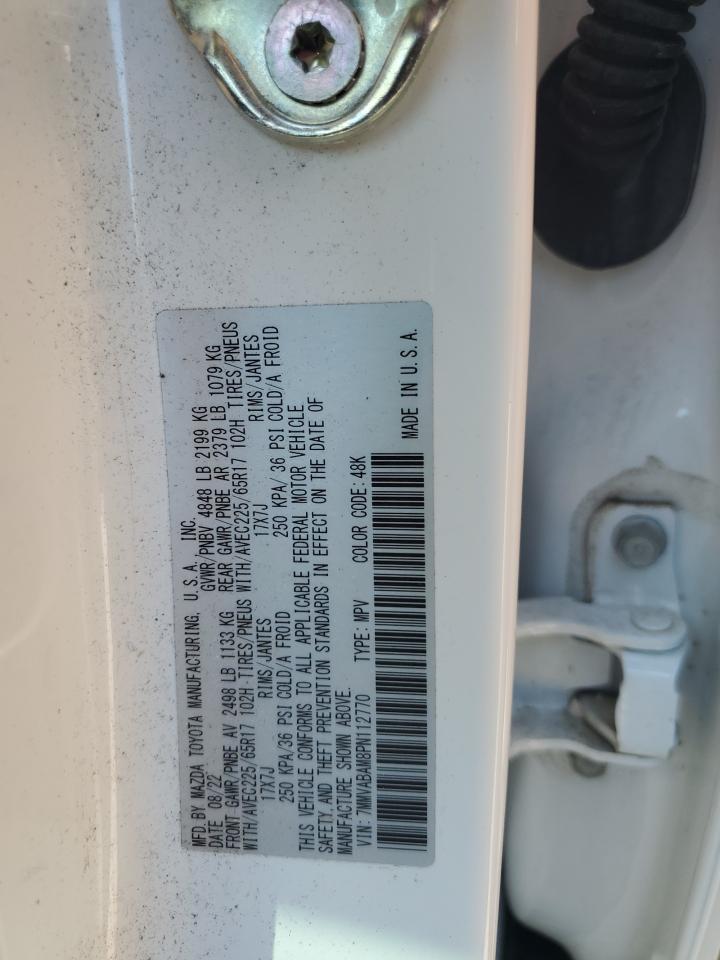 MFD.BY MAZDA TOYOTA MANUFACTURING, U.S.A., INC.
DATE 08/22 GVWR/PNBV 4848 LB 2199 KG
FRONT GAWR/PNBE AV 2498 LB 1133 KG REAR GAWR/PNBE AR 2379 LB 1079 KG
WITH/AVEC225/65R17 102H TIRES/PNEUS WITH/AVEC225/65R17 102H TIRES/PNEUS
17X7J RIMS/JANTES 17X7J RIMS/JANTES
250 KPA/36 PSI COLD/A FROID 250 KPA/ 36 PSI COLD/A FROID
THIS VEHICLE CONFORMS TO ALL APPLICABLE FEDERAL MOTOR VEHICLE
SAFETY, AND THEFT PREVENTION STANDARDS IN EFFECT ON THE DATE OF
MANUFACTURE SHOWN ABOVE.
VIN: 7MMVABAM8PN112770 TYPE: MPV COLOR CODE: 48K
MADE IN U.S.A.